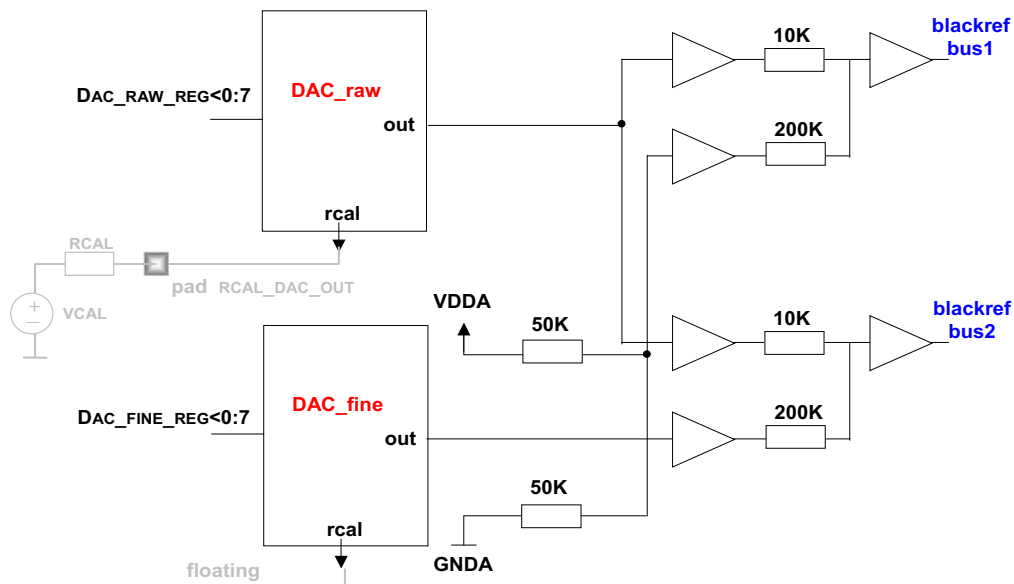 blackref
bus1
10K
DAC_raw
DAC_RAW_REG<0:7
out
200K
rcal
RCAL
pad RCAL_DAC_OUT
VCAL
VDDA
50K
blackref
bus2
10K
DAC_fine
DAC_FINE_REG<0:7
out
200K
50K
rcal
GNDA
floating